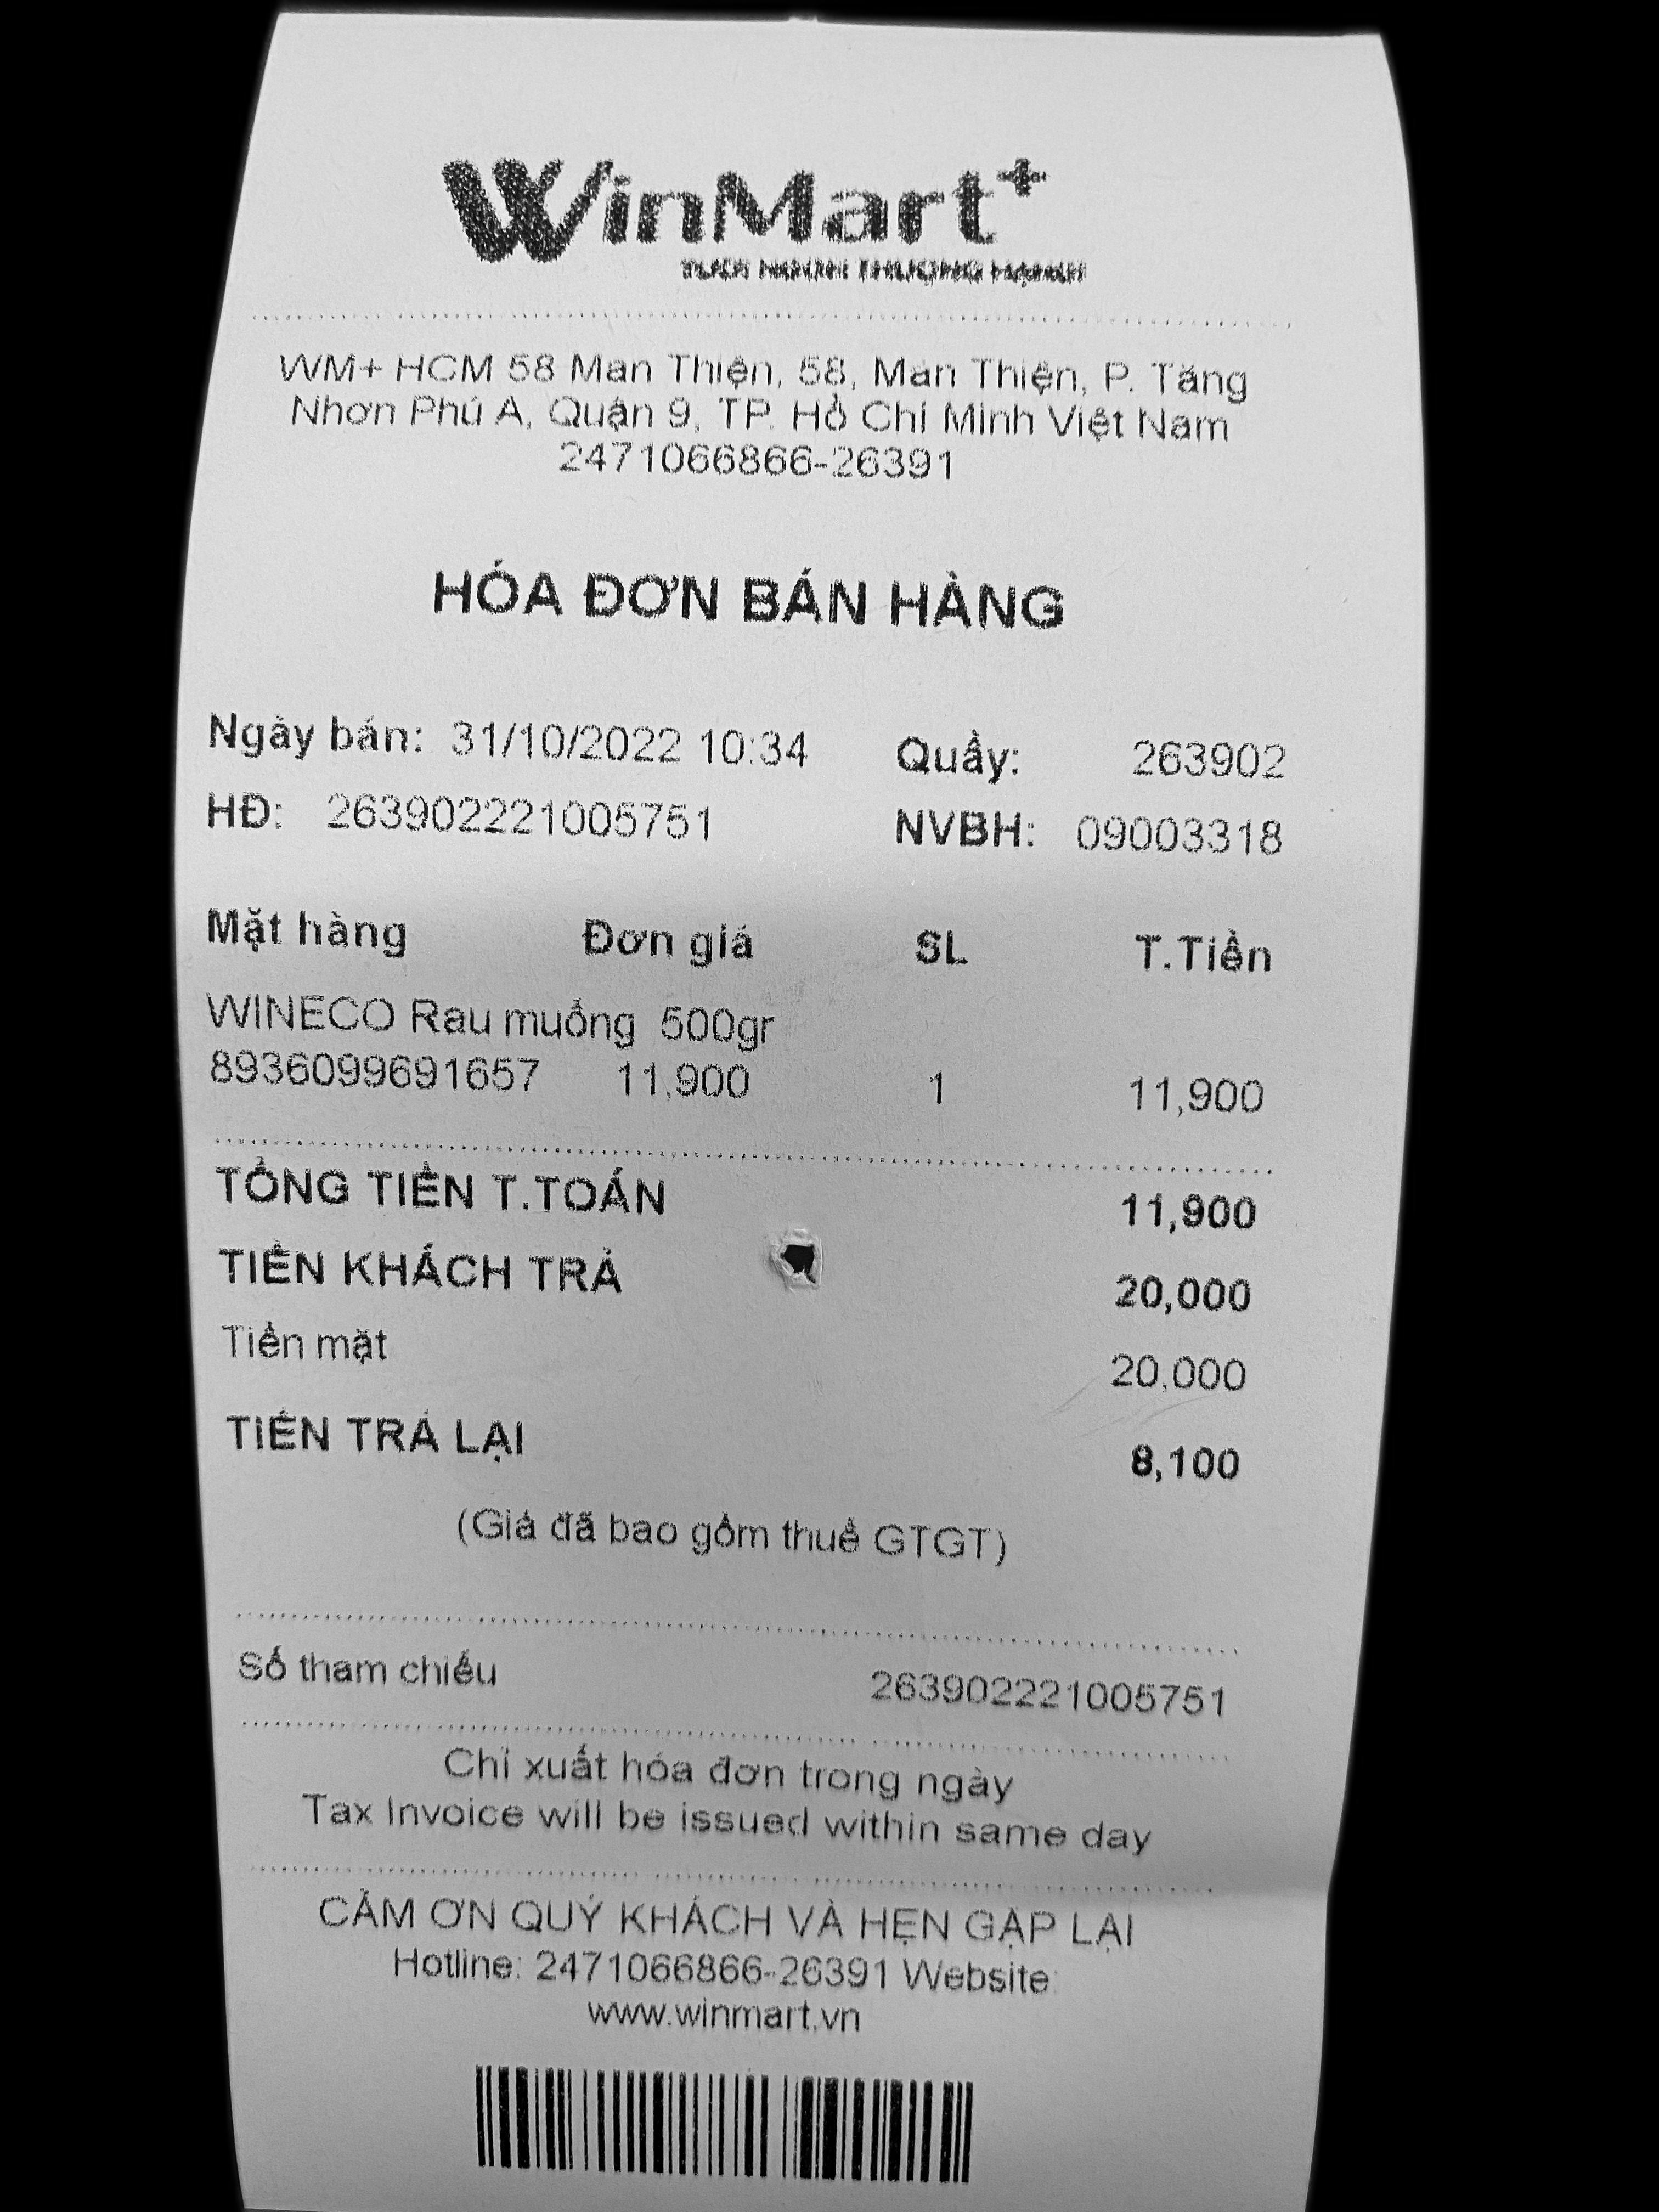 WinMart+
TƯƠI NGON THƯỢNG HẠNG
WM+ HCM 58 Man Thiện, 58, Man Thiện, P. Tăng
Nhơn Phú A, Quận 9, TP. Hồ Chí Minh Việt Nam
2471066866-26391
HÓA ĐƠN BÁN HÀNG
Ngày bán: 31/10/2022 10:34 Quầy: 263902
HĐ: 263902221005751 NVBH: 09003318
Mặt hàng Đơn giá SL T.Tiền
WINECO Rau muống 500gr
8936099691657 11,900 1 11,900
TỔNG TIỀN T.TOÁN 11,900
TIỀN KHÁCH TRẢ 20,000
Tiền mặt 20,000
TIỀN TRẢ LẠI 8,100
(Giá đã bao gồm thuế GTGT)
Số tham chiếu 263902221005751
Chỉ xuất hóa đơn trong ngày
Tax Invoice will be issued within same day
CẢM ƠN QUÝ KHÁCH VÀ HẸN GẶP LẠI
Hotline: 2471066866-26391 Website:
www.winmart.vn